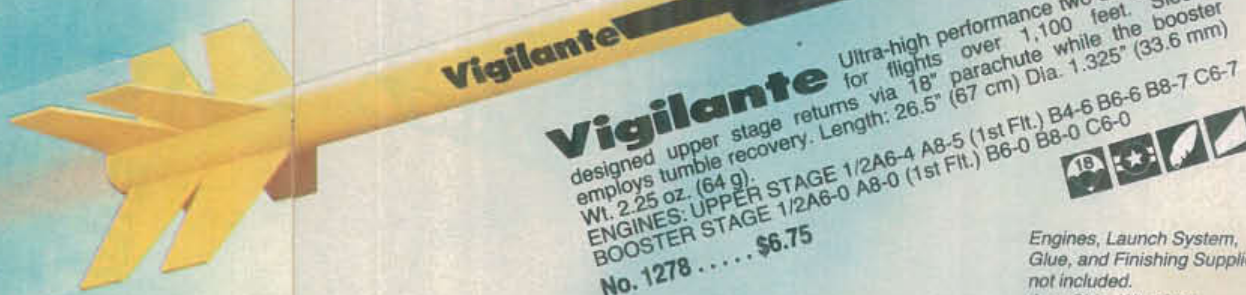 Vigilante
Vigilante Ultra-high performance two
designed upper stage for flights over 1,100 feet.
employs tumble recovery. returns via 18" parachute while the booster
Wt. 2.25 oz. (64 g). Length: 26.5" (67 cm) Dia. 1.325" (33.6 mm)
ENGINES: UPPER STAGE 1/2A6-4 A8-5 (1st Flt.) B4-6 B6-6 B8-7 C6-7
BOOSTER STAGE 1/2A6-0 A8-0 (1st Flt.) B6-0 B8-0 C6-0
No. 1278 ..... $6.75
18
Engines, Launch System,
Glue, and Finishing Supplie
not included.